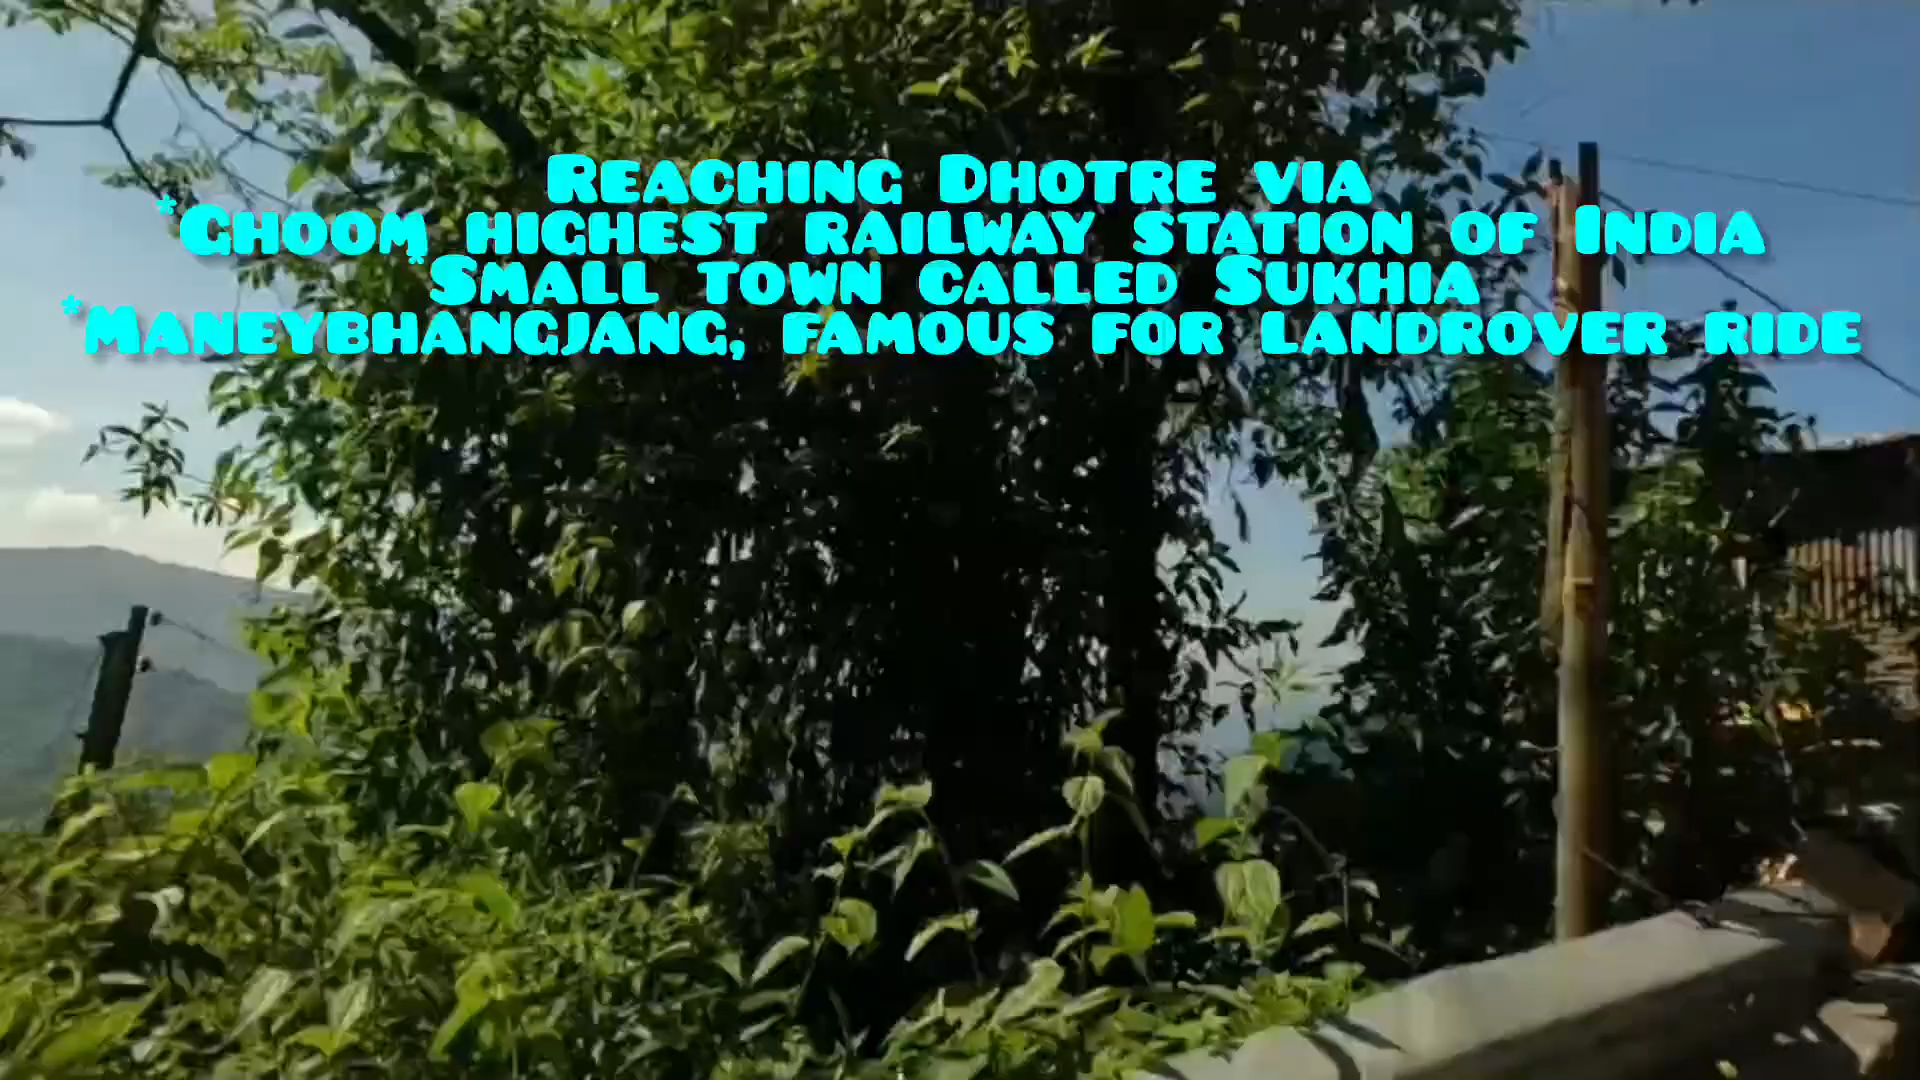 Reaching Dhotre via
*Ghoom highest railway station of India
*Small town called Sukhia
*Maneybhangjang, famous for landrover ride